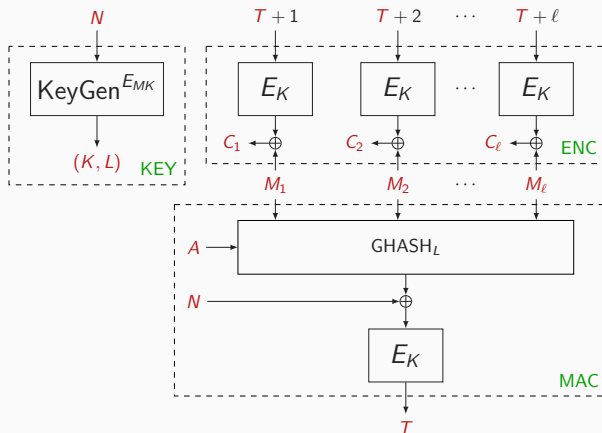 N
T + 1 T + 2 ... T + ℓ
KeyGen^{E_{MK}}
E_K E_K ... E_K
C_1 ⊕ C_2 ⊕ C_ℓ ⊕
(K, L)
KEY
ENC
M_1 M_2 ... M_ℓ
A
GHASH_L
N ⊕
E_K
MAC
T